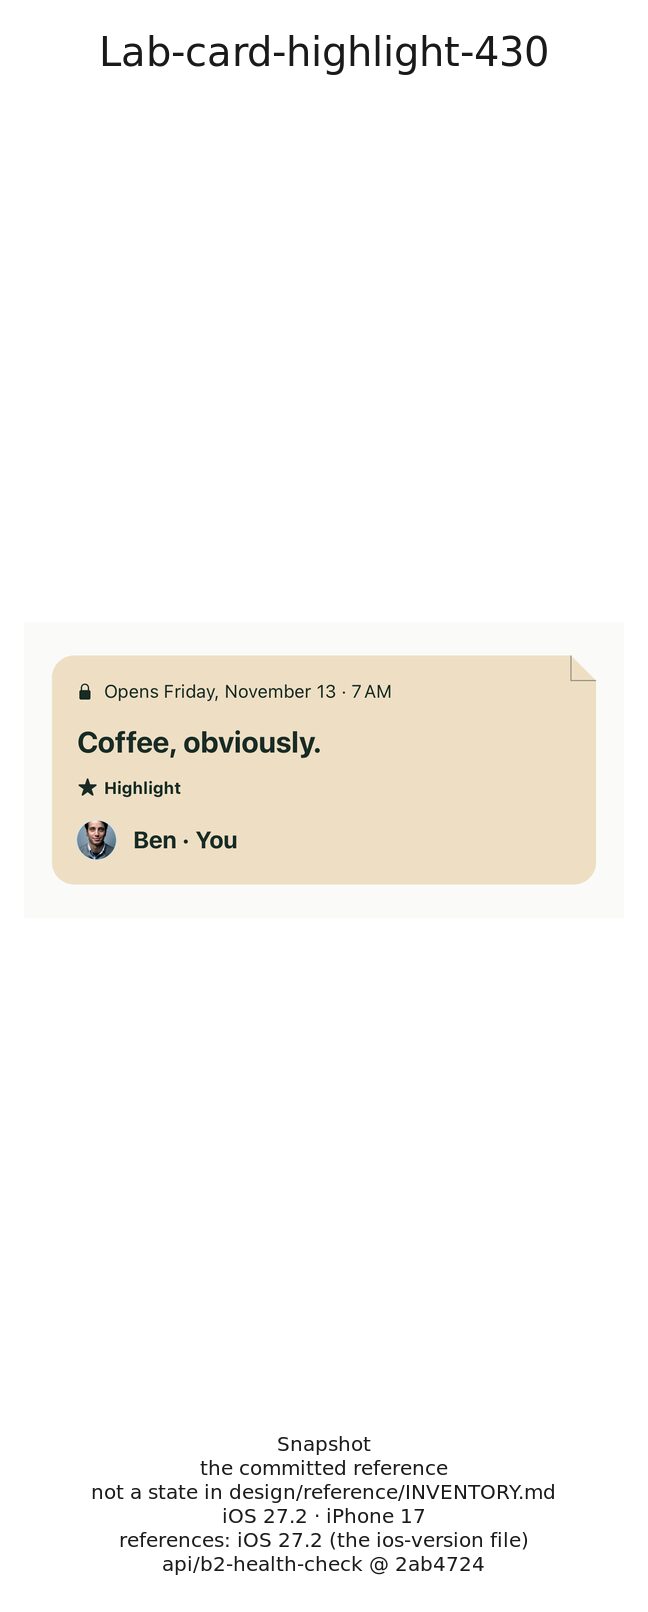 Lab-card-highlight-430
Opens Friday, November 13 · 7 AM
Coffee, obviously.
Highlight
Ben · You
Snapshot
the committed reference
not a state in design/reference/INVENTORY.md
iOS 27.2 · iPhone 17
references: iOS 27.2 (the ios-version file)
api/b2-health-check @ 2ab4724